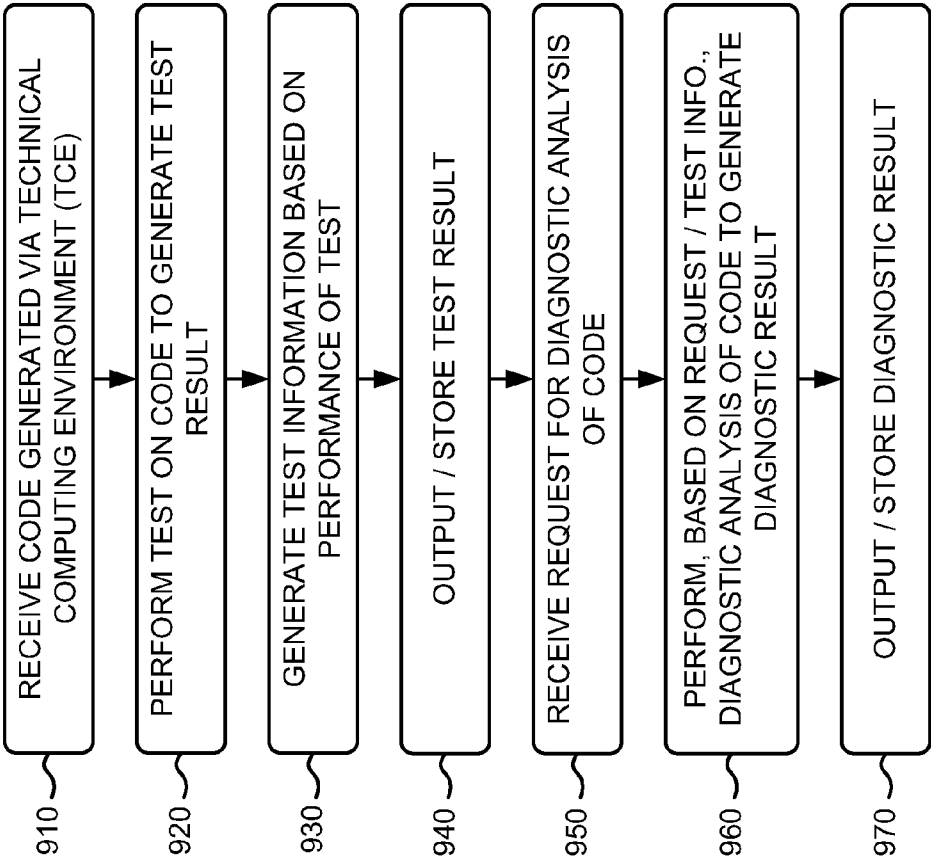 910
RECEIVE CODE GENERATED VIA TECHNICAL
COMPUTING ENVIRONMENT (TCE)
920
PERFORM TEST ON CODE TO GENERATE TEST
RESULT
930
GENERATE TEST INFORMATION BASED ON
PERFORMANCE OF TEST
940
OUTPUT / STORE TEST RESULT
950
RECEIVE REQUEST FOR DIAGNOSTIC ANALYSIS
OF CODE
960
PERFORM, BASED ON REQUEST / TEST INFO.,
DIAGNOSTIC ANALYSIS OF CODE TO GENERATE
DIAGNOSTIC RESULT
970
OUTPUT / STORE DIAGNOSTIC RESULT